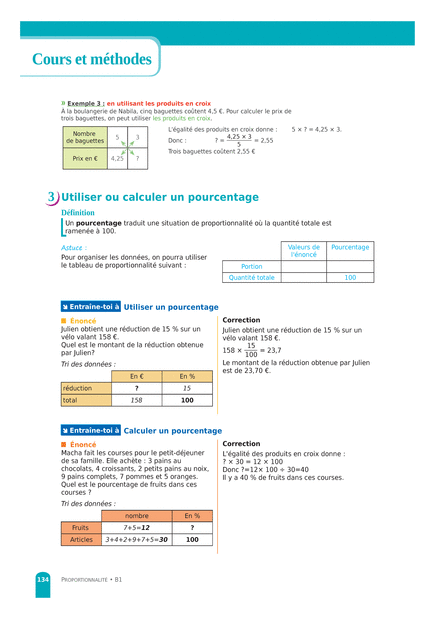 Cours et méthodes
» Exemple 3 : en utilisant les produits en croix
À la boulangerie de Nabila, cinq baguettes coûtent 4,5 €. Pour calculer le prix de
trois baguettes, on peut utiliser les produits en croix.
Nombre de baguettes 5 3
Prix en € 4,25 ?
L'égalité des produits en croix donne : 5 × ? = 4,25 × 3.
Donc : ? = 4,25 × 3 / 5 = 2,55
Trois baguettes coûtent 2,55 €
3 Utiliser ou calculer un pourcentage
Définition
Un pourcentage traduit une situation de proportionnalité où la quantité totale est
ramenée à 100.
Astuce :
Pour organiser les données, on pourra utiliser
le tableau de proportionnalité suivant :
Valeurs de l'énoncé Pourcentage
Portion
Quantité totale 100
Entraîne-toi à Utiliser un pourcentage
Énoncé
Julien obtient une réduction de 15 % sur un
vélo valant 158 €.
Quel est le montant de la réduction obtenue
par Julien?
Tri des données :
En € En %
réduction ? 15
total 158 100
Correction
Julien obtient une réduction de 15 % sur un
vélo valant 158 €.
158 × 15/100 = 23,7
Le montant de la réduction obtenue par Julien
est de 23,70 €.
Entraîne-toi à Calculer un pourcentage
Énoncé
Macha fait les courses pour le petit-déjeuner
de sa famille. Elle achète : 3 pains au
chocolats, 4 croissants, 2 petits pains au noix,
9 pains complets, 7 pommes et 5 oranges.
Quel est le pourcentage de fruits dans ces
courses ?
Tri des données :
nombre En %
Fruits 7+5=12 ?
Articles 3+4+2+9+7+5=30 100
Correction
L'égalité des produits en croix donne :
? × 30 = 12 × 100
Donc ?=12× 100 ÷ 30=40
Il y a 40 % de fruits dans ces courses.
134 PROPORTIONNALITÉ • B1